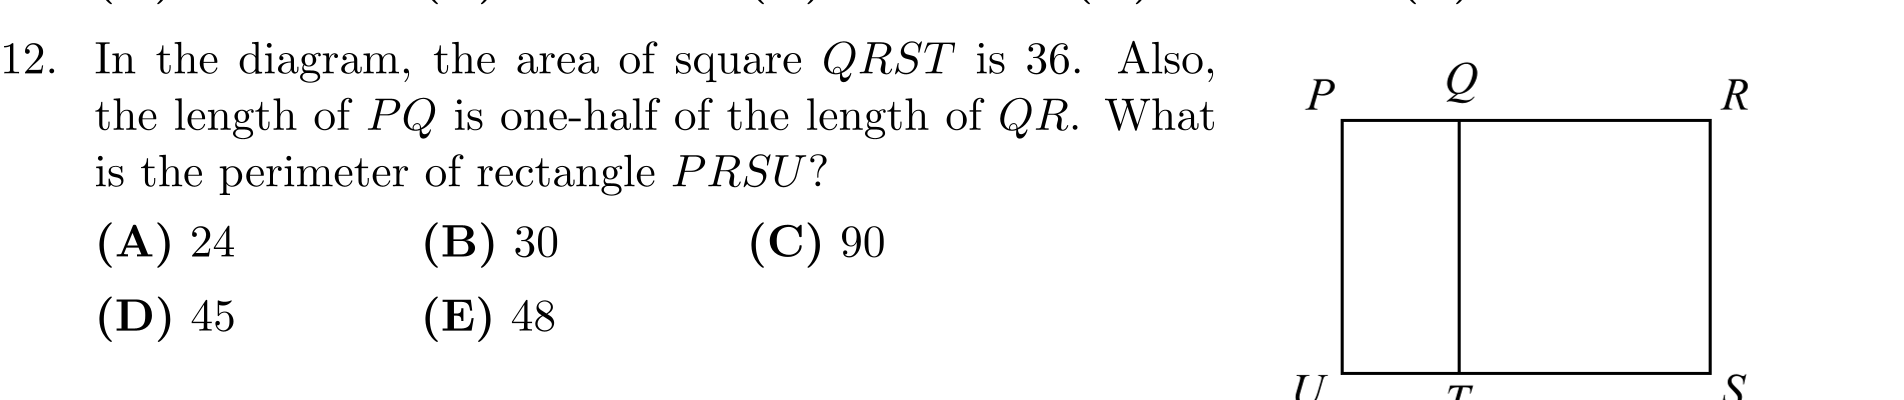 12. In the diagram, the area of square QRST is 36. Also,
the length of PQ is one-half of the length of QR. What
is the perimeter of rectangle PRSU?
(A) 24 (B) 30 (C) 90
(D) 45 (E) 48
P Q R
U T S